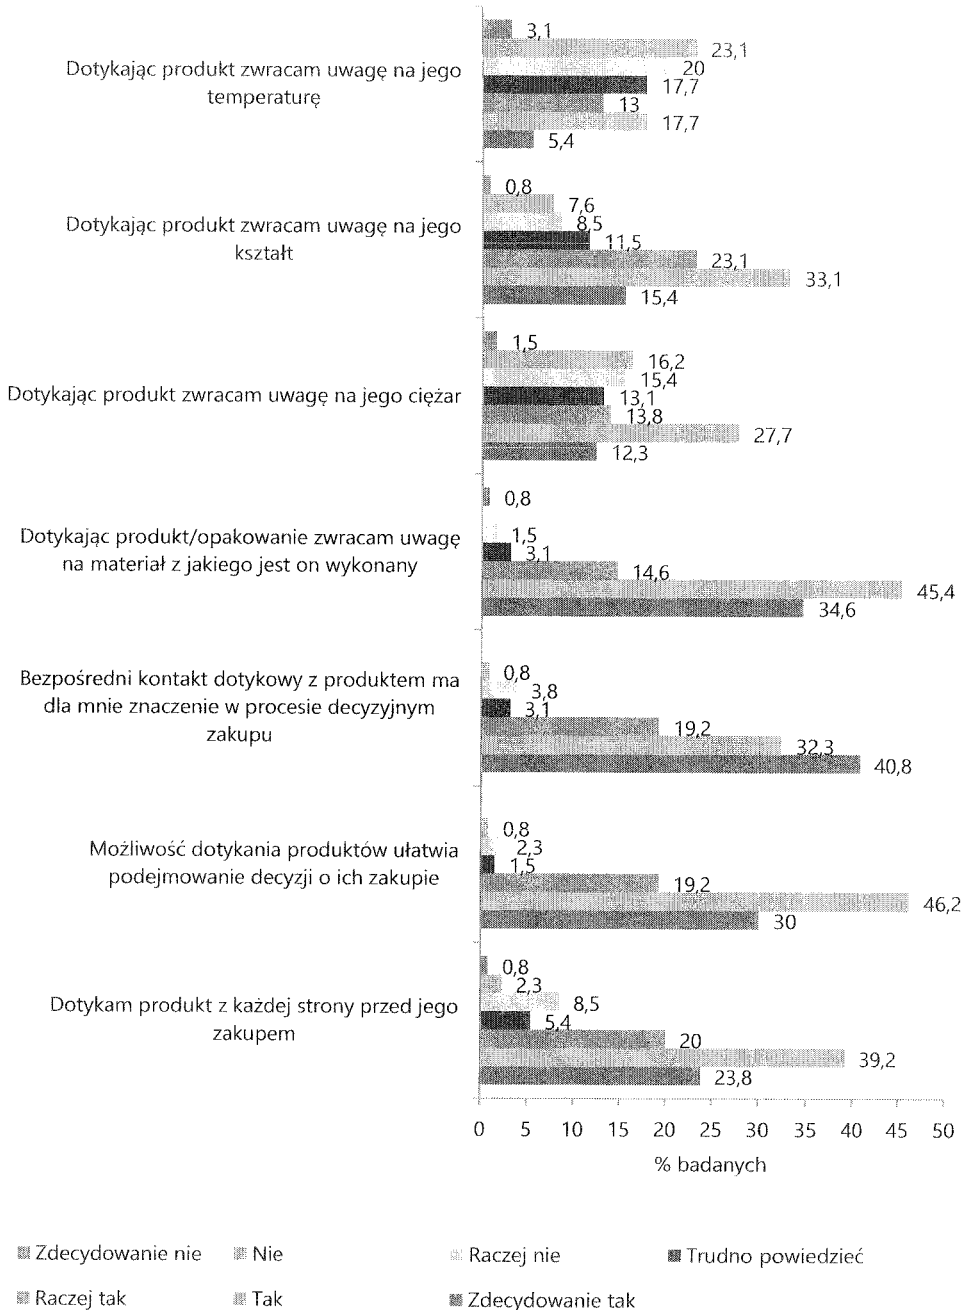 3,1
23,1
Dotykając produkt zwracam uwagę na jego
20
temperaturę
17,7
13
17,7
5,4
0,8
7,6
Dotykając produkt zwracam uwagę na jego
8,5
kształt
11,5
23,1
33,1
15,4
1,5
16,2
15,4
Dotykając produkt zwracam uwagę na jego ciężar
13,1
13,8
27,7
12,3
0,8
Dotykając produkt/opakowanie zwracam uwagę
1,5
na materiał z jakiego jest on wykonany
3,1
14,6
45,4
34,6
Bezpośredni kontakt dotykowy z produktem ma
0,8
3,8
dla mnie znaczenie w procesie decyzyjnym
3,1
zakupu
19,2
32,3
40,8
0,8
Możliwość dotykania produktów ułatwia
2,3
podejmowanie decyzji o ich zakupie
1,5
19,2
46,2
30
0,8
2,3
Dotykam produkt z każdej strony przed jego
8,5
zakupem
5,4
20
39,2
23,8
0 5 10 15 20 25 30 35 40 45 50
% badanych
Zdecydowanie nie Nie Raczej nie Trudno powiedzieć
Raczej tak Tak Zdecydowanie tak